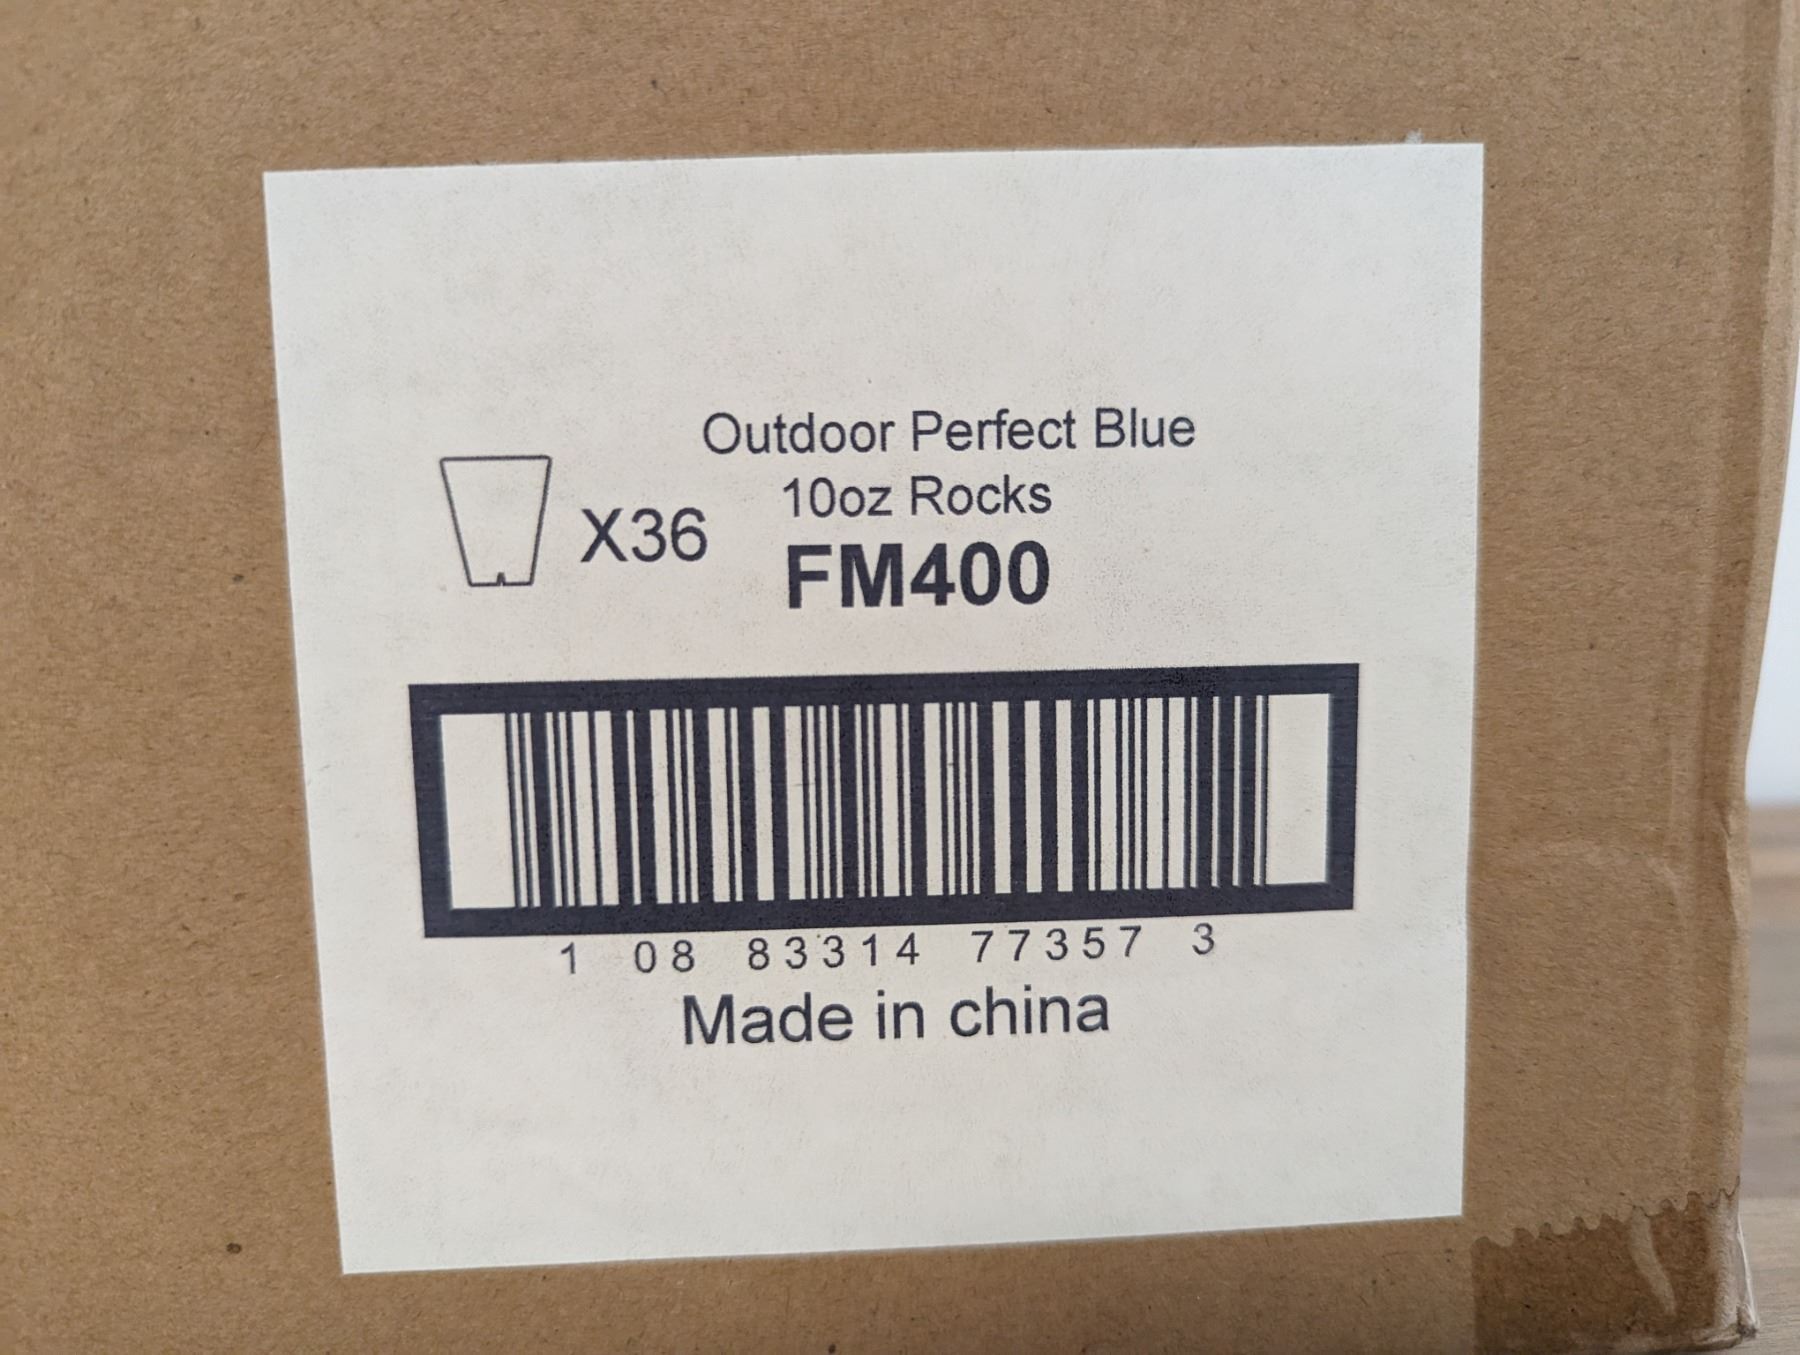 Outdoor Perfect Blue
10oz Rocks
X36
FM400
1 08 83314 77357 3
Made in china